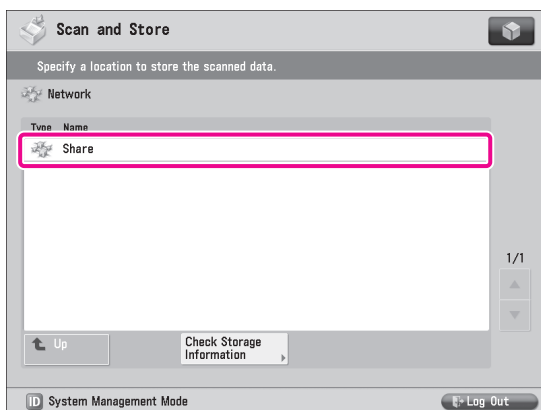 Scan and Store
Specify a location to store the scanned data.
Network
Type Name
Share
1/1
Up
Check Storage
Information
ID System Management Mode
Log Out